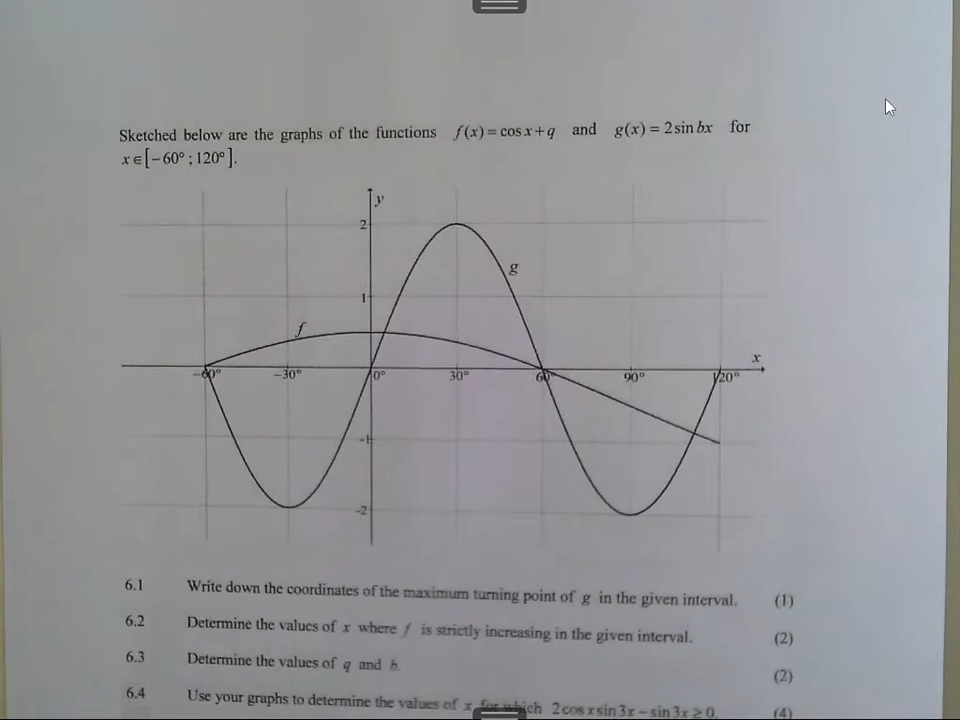 Sketched below are the graphs of the functions f(x) = cos x + q and g(x) = 2 sin bx for
x ∈ [−60° ; 120°].
y
2
g
1
f
x
−60° −30° 0° 30° 60° 90° 120°
-1
-2
6.1 Write down the coordinates of the maximum turning point of g in the given interval. (1)
6.2 Determine the values of x where f is strictly increasing in the given interval. (2)
6.3 Determine the values of q and b. (2)
6.4 Use your graphs to determine the values of x for which 2 cos x sin 3x − sin 3x ≥ 0. (4)